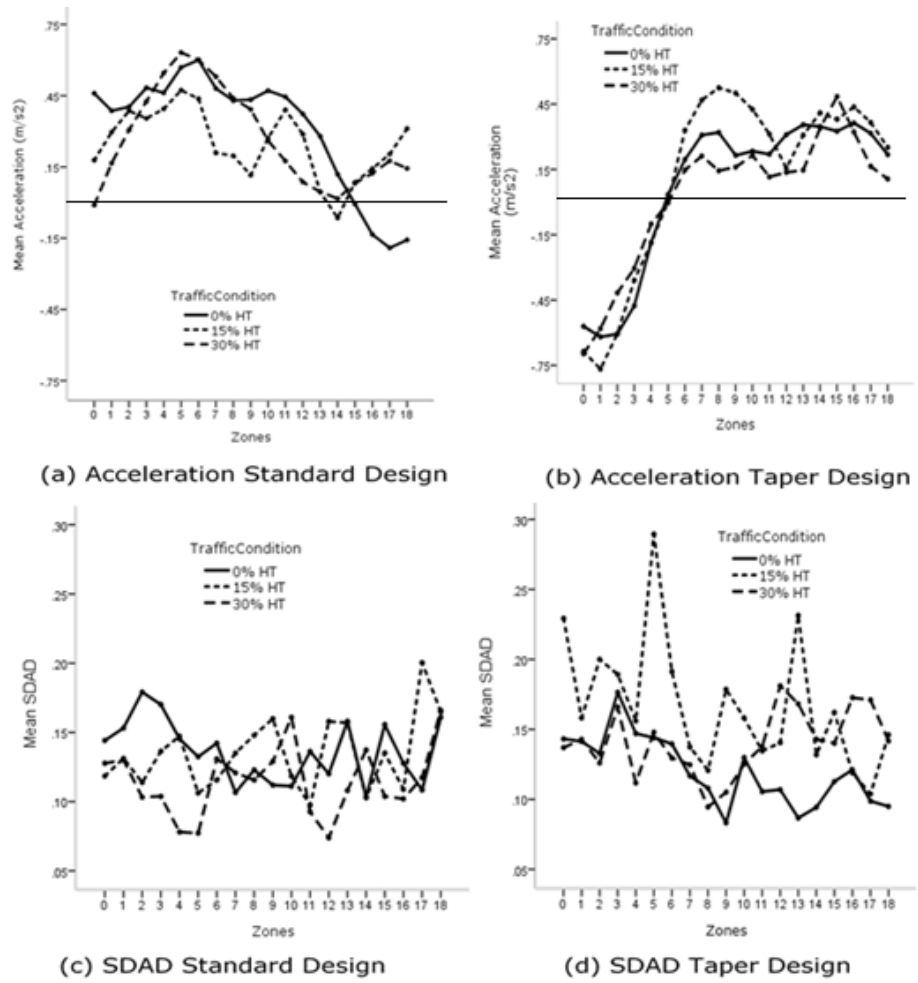 .75
.45
.15
-.15
-.45
-.75
Mean Acceleration (m/s2)
TrafficCondition
0% HT
15% HT
30% HT
0 1 2 3 4 5 6 7 8 9 10 11 12 13 14 15 16 17 18
Zones
(a) Acceleration Standard Design
.75
.45
.15
-.15
-.45
-.75
Mean Acceleration
(m/s2)
TrafficCondition
0% HT
15% HT
30% HT
0 1 2 3 4 5 6 7 8 9 10 11 12 13 14 15 16 17 18
Zones
(b) Acceleration Taper Design
.30
.25
.20
.15
.10
.05
Mean SDAD
TrafficCondition
0% HT
15% HT
30% HT
0 1 2 3 4 5 6 7 8 9 10 11 12 13 14 15 16 17 18
Zones
(c) SDAD Standard Design
.30
.25
.20
.15
.10
.05
Mean SDAD
TrafficCondition
0% HT
15% HT
30% HT
0 1 2 3 4 5 6 7 8 9 10 11 12 13 14 15 16 17 18
Zones
(d) SDAD Taper Design